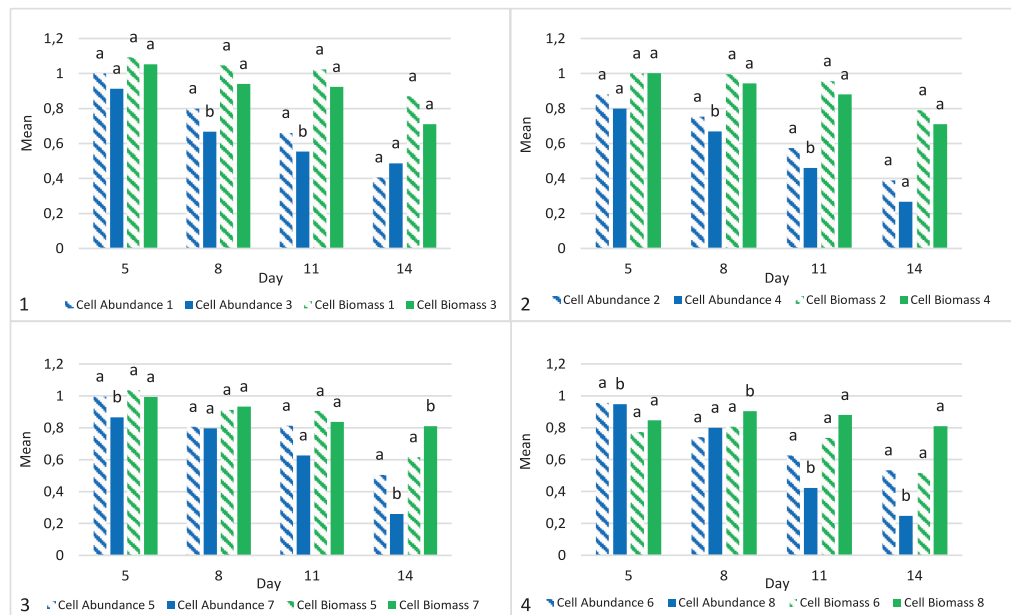 1,2
1
0,8
0,6
0,4
0,2
0
Mean
a a a a
a b a a
a b a a
a a a a
5 8 11 14
Day
1 Cell Abundance 1 Cell Abundance 3 Cell Biomass 1 Cell Biomass 3
1,2
1
0,8
0,6
0,4
0,2
0
Mean
a a a a
a b a a
a b a a
a a a a
5 8 11 14
Day
2 Cell Abundance 2 Cell Abundance 4 Cell Biomass 2 Cell Biomass 4
1,2
1
0,8
0,6
0,4
0,2
0
Mean
a b a a
a a a a
a a a a
a b a b
5 8 11 14
Day
3 Cell Abundance 5 Cell Abundance 7 Cell Biomass 5 Cell Biomass 7
1,2
1
0,8
0,6
0,4
0,2
0
Mean
a b a a
a a a b
a b a a
a b a a
5 8 11 14
Day
4 Cell Abundance 6 Cell Abundance 8 Cell Biomass 6 Cell Biomass 8